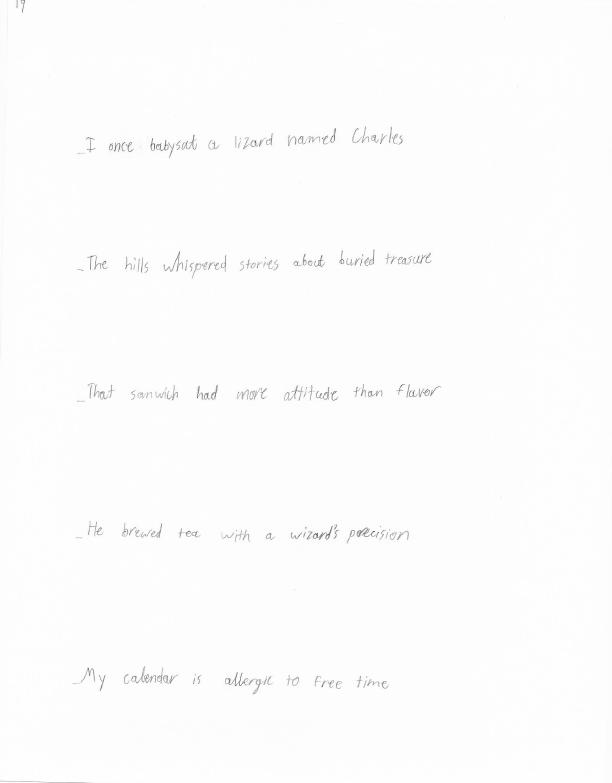 19
_I once babysat a lizard named Charles
_The hills whispered stories about buried treasure
_That sanwich had more attitude than flavor
_He brewed tea with a wizard's precision
_My calendar is allergic to free time